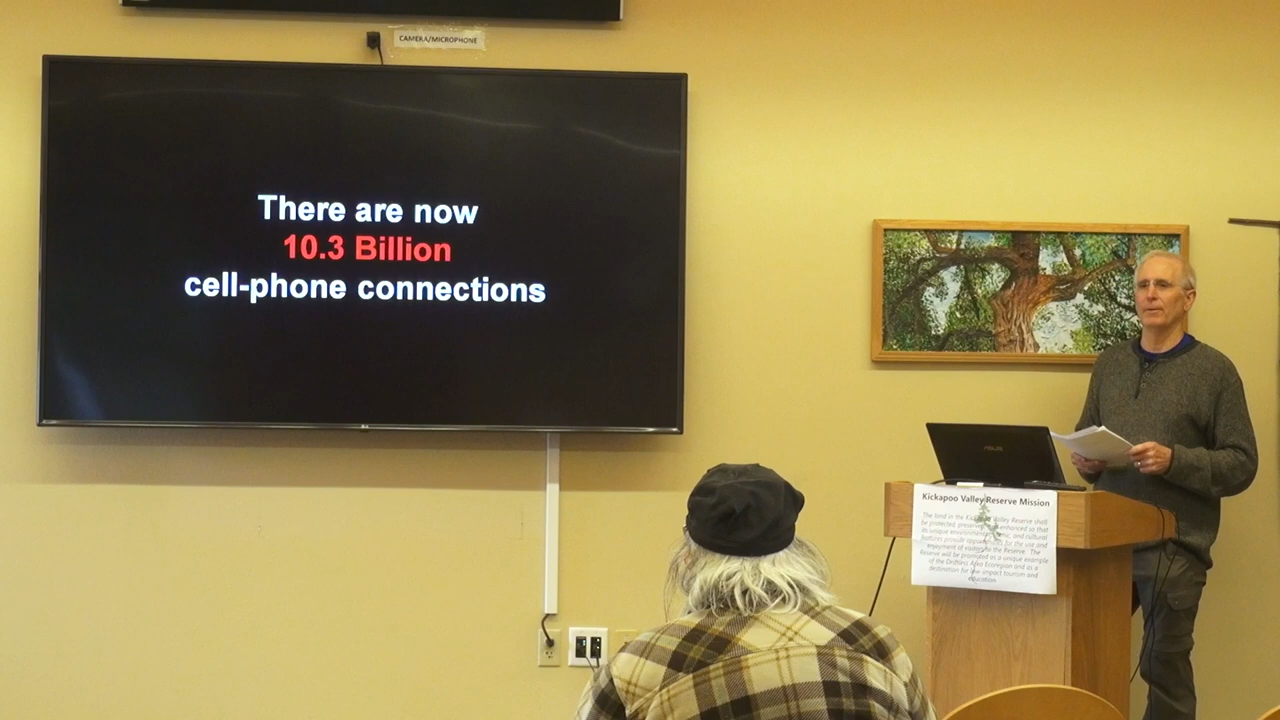 CAMERA/MICROPHONE
There are now
10.3 Billion
cell-phone connections
ASUS
Kickapoo Valley Reserve Mission
The land in the Kickapoo Valley Reserve shall
be protected, preserved enhanced so that
its unique environmental and cultural
features provide for the use and
enjoyment of visitors to the Reserve. The
Reserve will be promoted as a unique example
of the Driftless Area Ecoregion and as a
destination for low impact tourism and
education